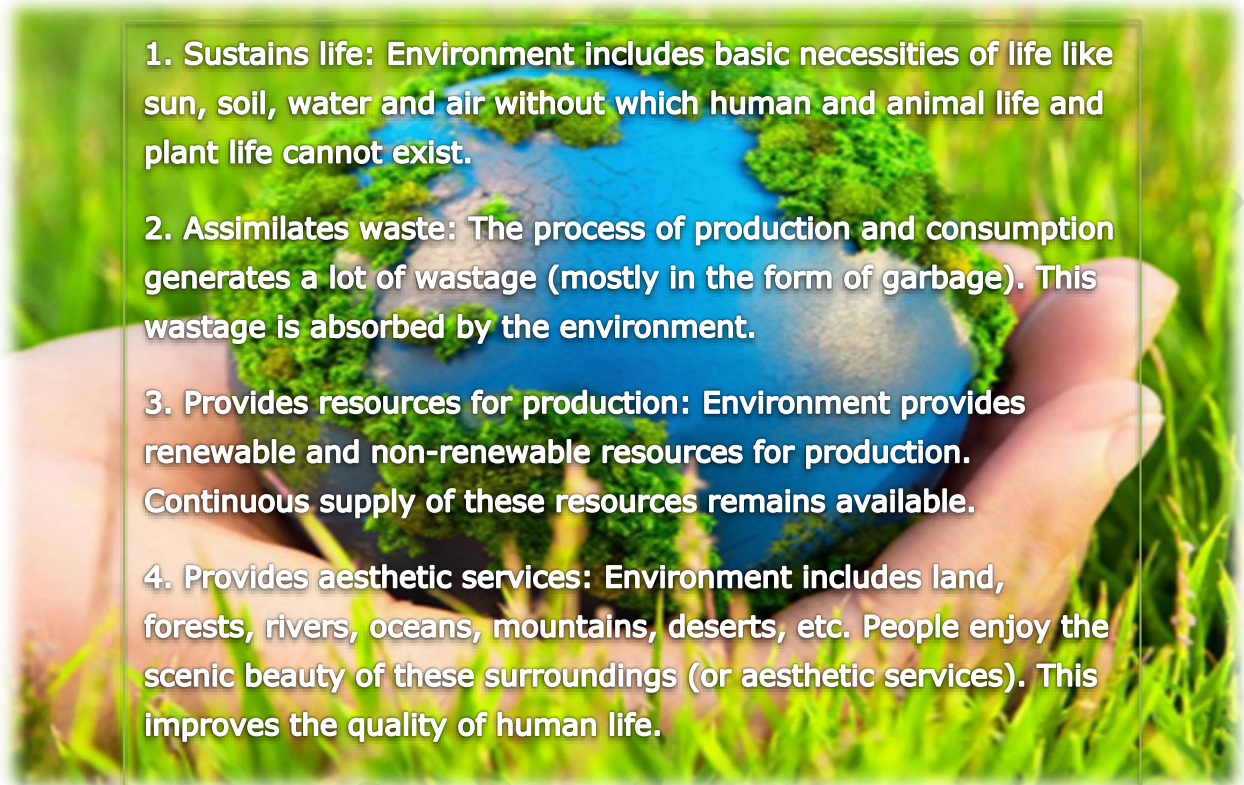 1. Sustains life: Environment includes basic necessities of life like
sun, soil, water and air without which human and animal life and
plant life cannot exist.
2. Assimilates waste: The process of production and consumption
generates a lot of wastage (mostly in the form of garbage). This
wastage is absorbed by the environment.
3. Provides resources for production: Environment provides
renewable and non-renewable resources for production.
Continuous supply of these resources remains available.
4. Provides aesthetic services: Environment includes land,
forests, rivers, oceans, mountains, deserts, etc. People enjoy the
scenic beauty of these surroundings (or aesthetic services). This
improves the quality of human life.